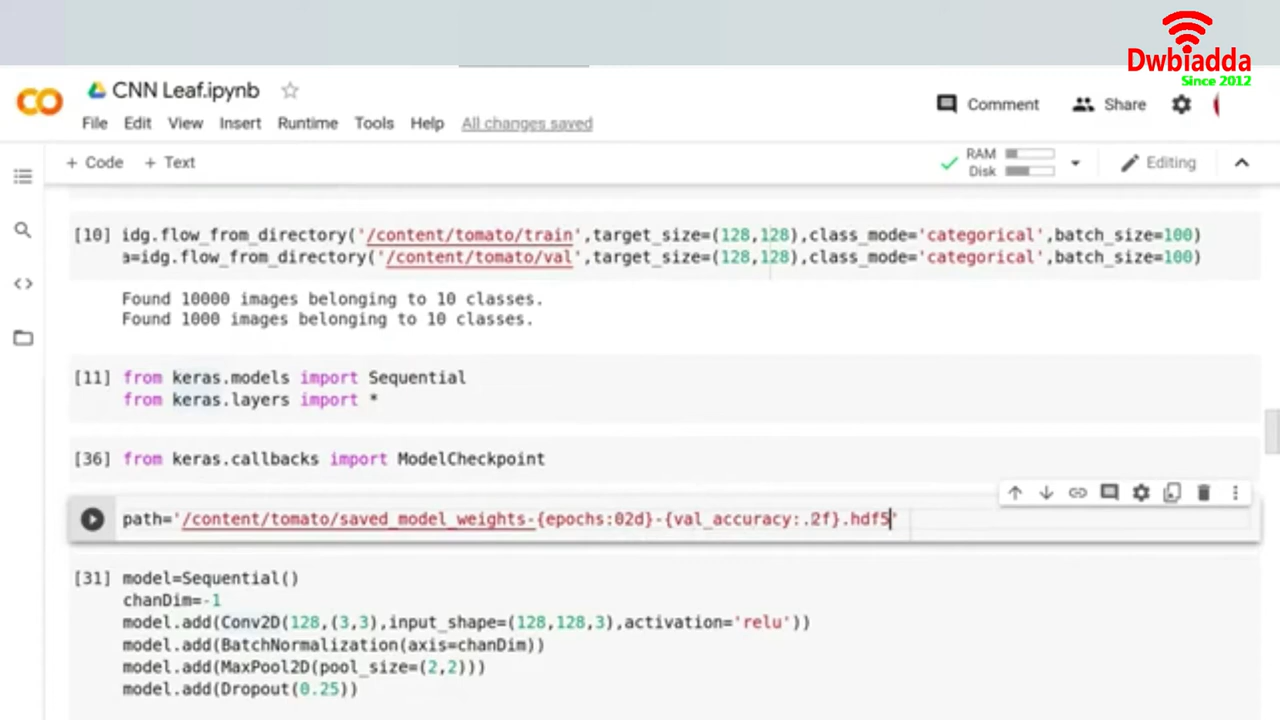 Dwbiadda
Since 2012
CNN Leaf.ipynb
Comment
Share
File Edit View Insert Runtime Tools Help All changes saved
+ Code + Text
RAM
Disk
Editing
[10] idg.flow_from_directory('/content/tomato/train',target_size=(128,128),class_mode='categorical',batch_size=100)
a=idg.flow_from_directory('/content/tomato/val',target_size=(128,128),class_mode='categorical',batch_size=100)
Found 10000 images belonging to 10 classes.
Found 1000 images belonging to 10 classes.
[11] from keras.models import Sequential
from keras.layers import *
[36] from keras.callbacks import ModelCheckpoint
path='/content/tomato/saved_model_weights-{epochs:02d}-{val_accuracy:.2f}.hdf5'
[31] model=Sequential()
chanDim=-1
model.add(Conv2D(128,(3,3),input_shape=(128,128,3),activation='relu'))
model.add(BatchNormalization(axis=chanDim))
model.add(MaxPool2D(pool_size=(2,2)))
model.add(Dropout(0.25))